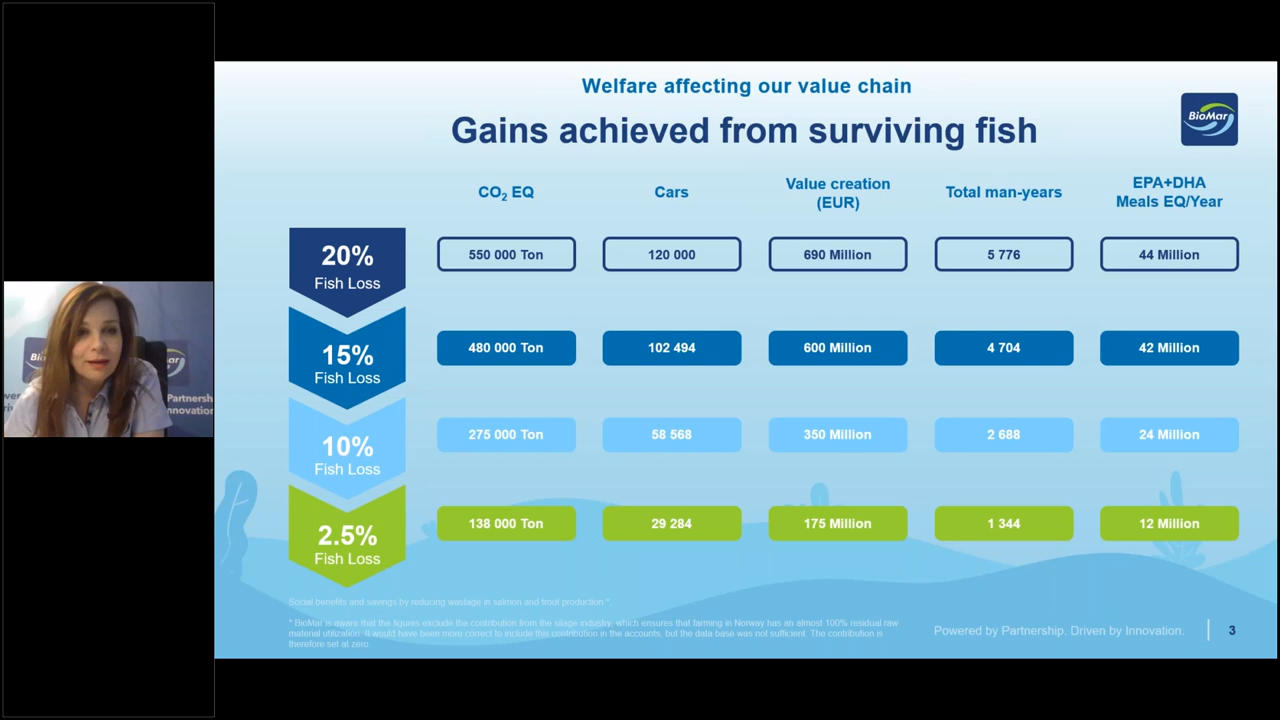 Welfare affecting our value chain
Gains achieved from surviving fish
BioMar
CO₂ EQ
Cars
Value creation
(EUR)
Total man-years
EPA+DHA
Meals EQ/Year
20%
Fish Loss
550 000 Ton
120 000
690 Million
5 776
44 Million
15%
Fish Loss
480 000 Ton
102 494
600 Million
4 704
42 Million
10%
Fish Loss
275 000 Ton
58 568
350 Million
2 688
24 Million
2.5%
Fish Loss
138 000 Ton
29 284
175 Million
1 344
12 Million
Social benefits and savings by reducing wastage in salmon and trout production *.
* BioMar is aware that the figures exclude the contribution from the silage industry, which ensures that farming in Norway has an almost 100% residual raw
material utilization. It would have been more correct to include this contribution in the accounts, but the data base was not sufficient. The contribution is
therefore set at zero.
Powered by Partnership. Driven by Innovation.
3
Partnersh
nnovation